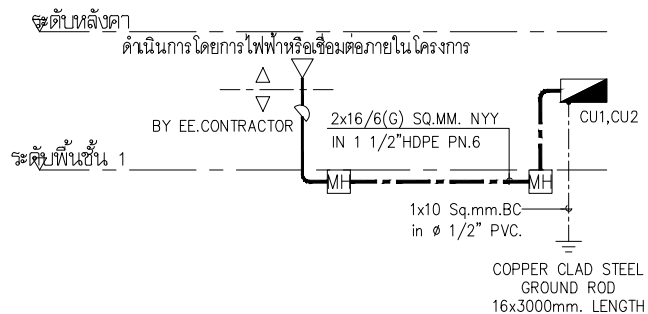 ระดับหลังคา
ดำเนินการโดยการไฟฟ้าหรือเชื่อมต่อภายในโครงการ
BY EE.CONTRACTOR
2x16/6(G) SQ.MM. NYY
IN 1 1/2"HDPE PN.6
CU1,CU2
ระดับพื้นชั้น 1
MH
MH
1x10 Sq.mm.BC
in ø 1/2" PVC.
COPPER CLAD STEEL
GROUND ROD
16x3000mm. LENGTH